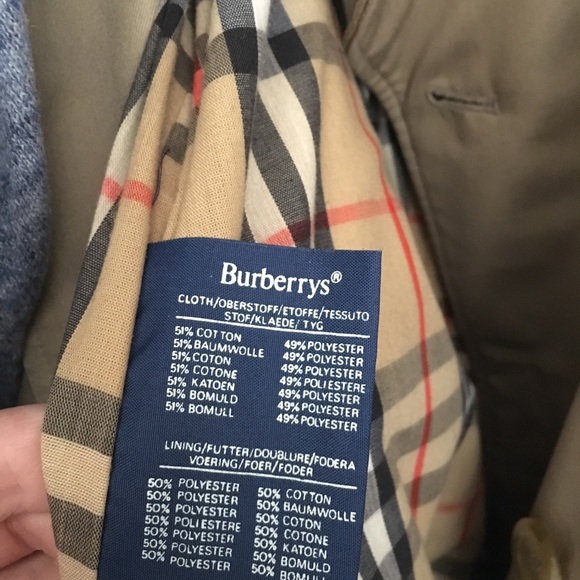 Burberrys®
CLOTH/OBERSTOFF/ETOFFE/TESSUTO
STOF/KLAEDE/TYG
51% COTTON 49% POLYESTER
51% BAUMWOLLE 49% POLYESTER
51% COTON 49% POLYESTER
51% COTONE 49% POLIESTERE
51% KATOEN 49% POLYESTER
51% BOMULD 49% POLYESTER
51% BOMULL 49% POLYESTER
LINING/FUTTER/DOUBLURE/FODERA
VOERING/FOER/FODER
50% POLYESTER 50% COTTON
50% POLYESTER 50% BAUMWOLLE
50% POLYESTER 50% COTON
50% POLIESTERE 50% COTONE
50% POLYESTER 50% KATOEN
50% POLYESTER 50% BOMULD
50% POLYESTER 50% BOMULL